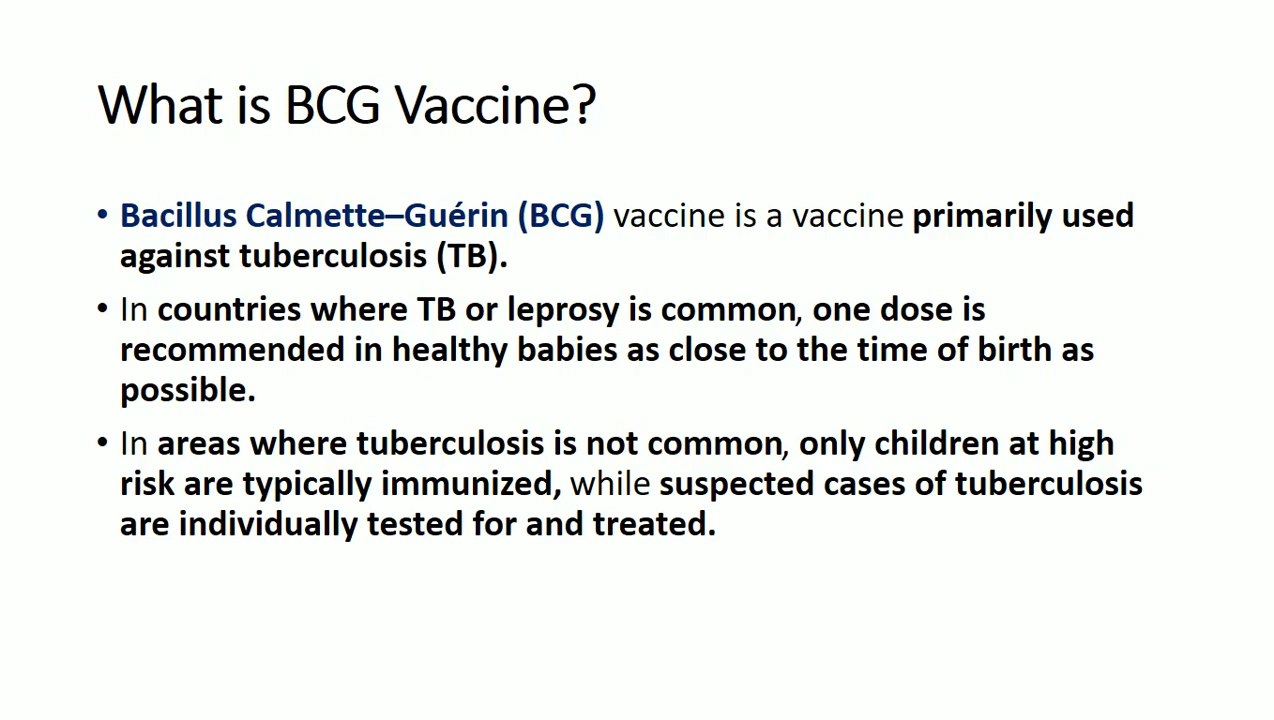 What is BCG Vaccine?
• Bacillus Calmette–Guérin (BCG) vaccine is a vaccine primarily used
against tuberculosis (TB).
• In countries where TB or leprosy is common, one dose is
recommended in healthy babies as close to the time of birth as
possible.
• In areas where tuberculosis is not common, only children at high
risk are typically immunized, while suspected cases of tuberculosis
are individually tested for and treated.